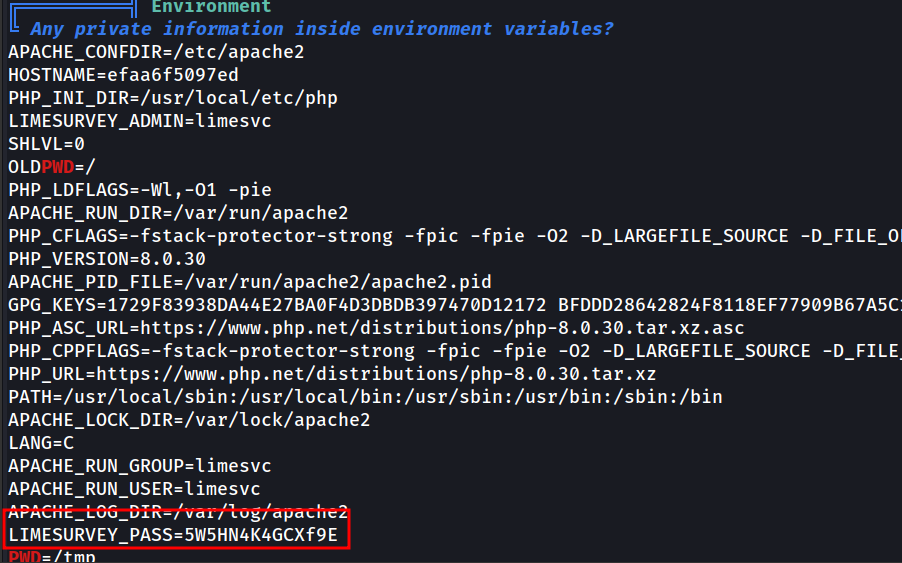 Environment
Any private information inside environment variables?
APACHE_CONFDIR=/etc/apache2
HOSTNAME=efaa6f5097ed
PHP_INI_DIR=/usr/local/etc/php
LIMESURVEY_ADMIN=limesvc
SHLVL=0
OLDPWD=/
PHP_LDFLAGS=-Wl,-O1 -pie
APACHE_RUN_DIR=/var/run/apache2
PHP_CFLAGS=-fstack-protector-strong -fpic -fpie -O2 -D_LARGEFILE_SOURCE -D_FILE_O
PHP_VERSION=8.0.30
APACHE_PID_FILE=/var/run/apache2/apache2.pid
GPG_KEYS=1729F83938DA44E27BA0F4D3DBDB397470D12172 BFDDD28642824F8118EF77909B67A5C
PHP_ASC_URL=https://www.php.net/distributions/php-8.0.30.tar.xz.asc
PHP_CPPFLAGS=-fstack-protector-strong -fpic -fpie -O2 -D_LARGEFILE_SOURCE -D_FILE_
PHP_URL=https://www.php.net/distributions/php-8.0.30.tar.xz
PATH=/usr/local/sbin:/usr/local/bin:/usr/sbin:/usr/bin:/sbin:/bin
APACHE_LOCK_DIR=/var/lock/apache2
LANG=C
APACHE_RUN_GROUP=limesvc
APACHE_RUN_USER=limesvc
APACHE_LOG_DIR=/var/log/apache2
LIMESURVEY_PASS=5W5HN4K4GCXf9E
PWD=/tmp